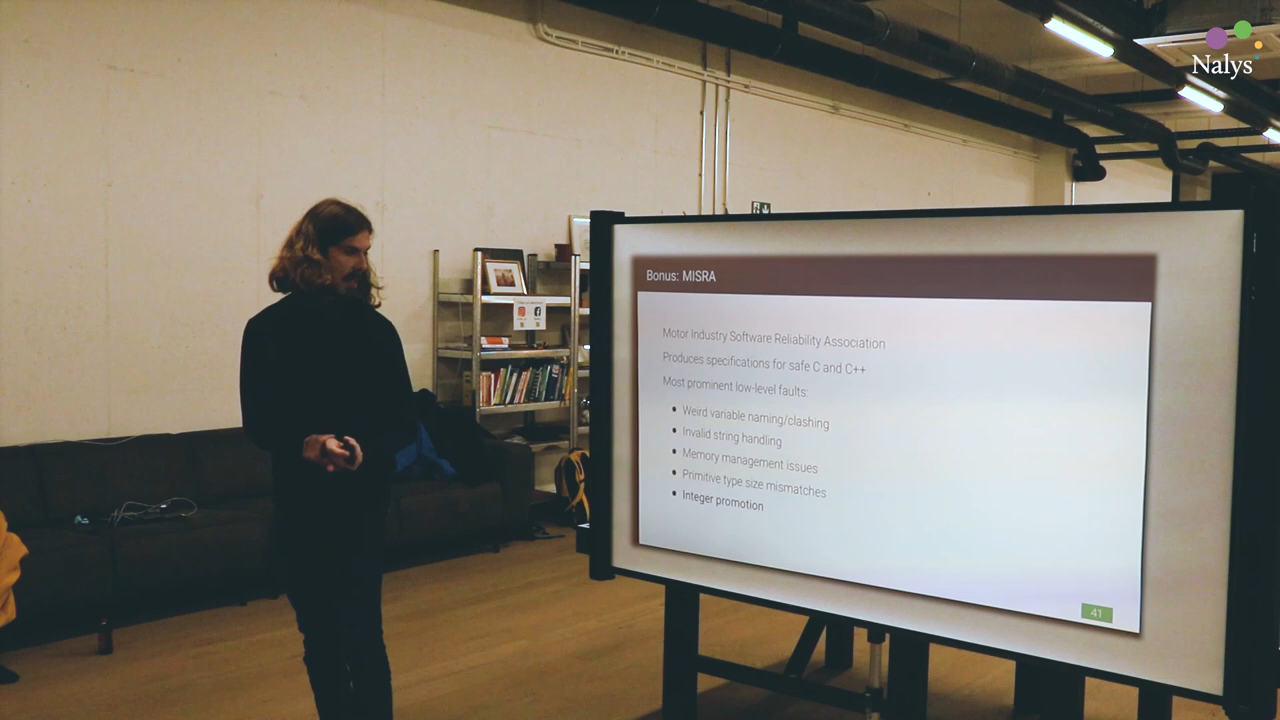 Nalys
Bonus: MISRA
Motor Industry Software Reliability Association
Produces specifications for safe C and C++
Most prominent low-level faults:
• Weird variable naming/clashing
• Invalid string handling
• Memory management issues
• Primitive type size mismatches
• Integer promotion
41